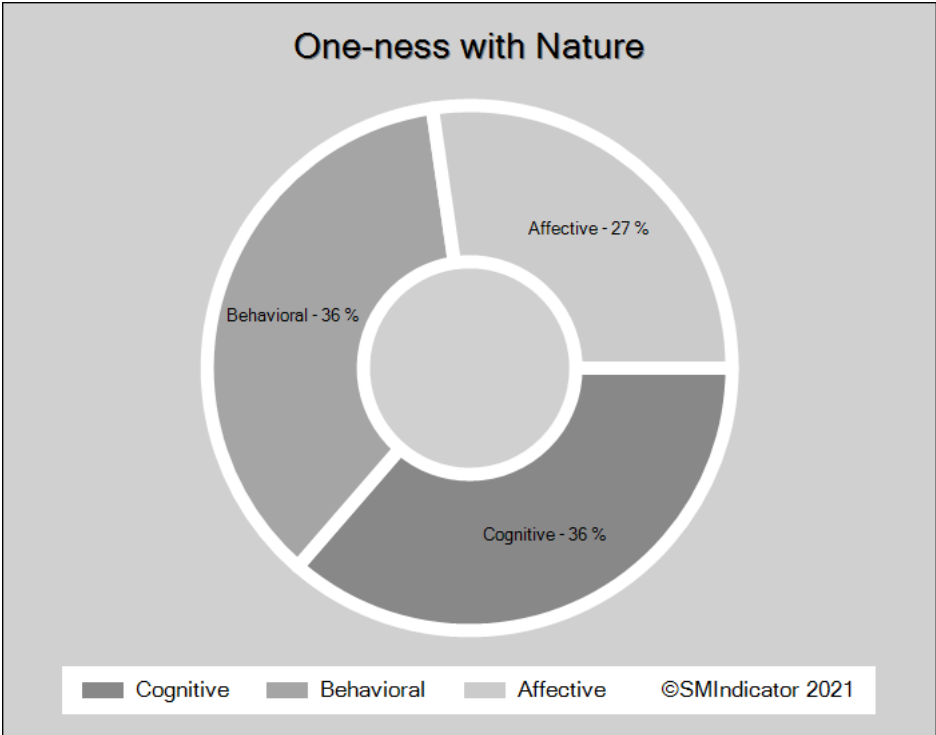 One-ness with Nature
Affective - 27 %
Behavioral - 36 %
Cognitive - 36 %
Cognitive Behavioral Affective ©SMIndicator 2021